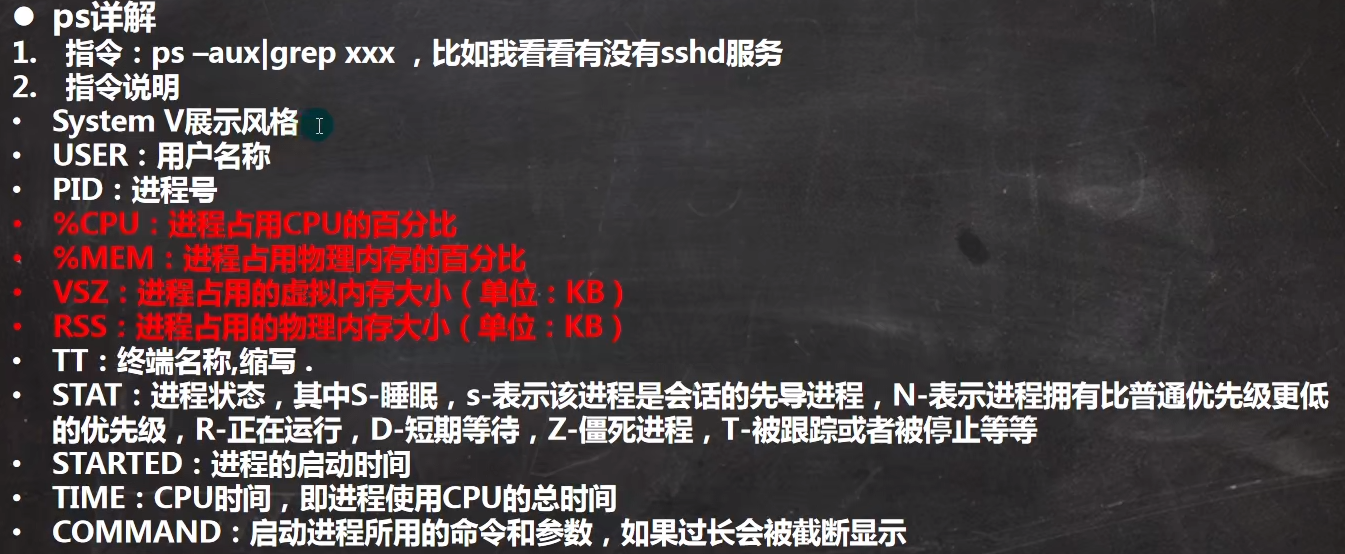 ● ps详解
1. 指令：ps –aux|grep xxx ，比如我看看有没有sshd服务
2. 指令说明
• System V展示风格
• USER：用户名称
• PID：进程号
• %CPU：进程占用CPU的百分比
• %MEM：进程占用物理内存的百分比
• VSZ：进程占用的虚拟内存大小（单位：KB）
• RSS：进程占用的物理内存大小（单位：KB）
• TT：终端名称,缩写 .
• STAT：进程状态，其中S-睡眠，s-表示该进程是会话的先导进程，N-表示进程拥有比普通优先级更低
的优先级，R-正在运行，D-短期等待，Z-僵死进程，T-被跟踪或者被停止等等
• STARTED：进程的启动时间
• TIME：CPU时间，即进程使用CPU的总时间
• COMMAND：启动进程所用的命令和参数，如果过长会被截断显示